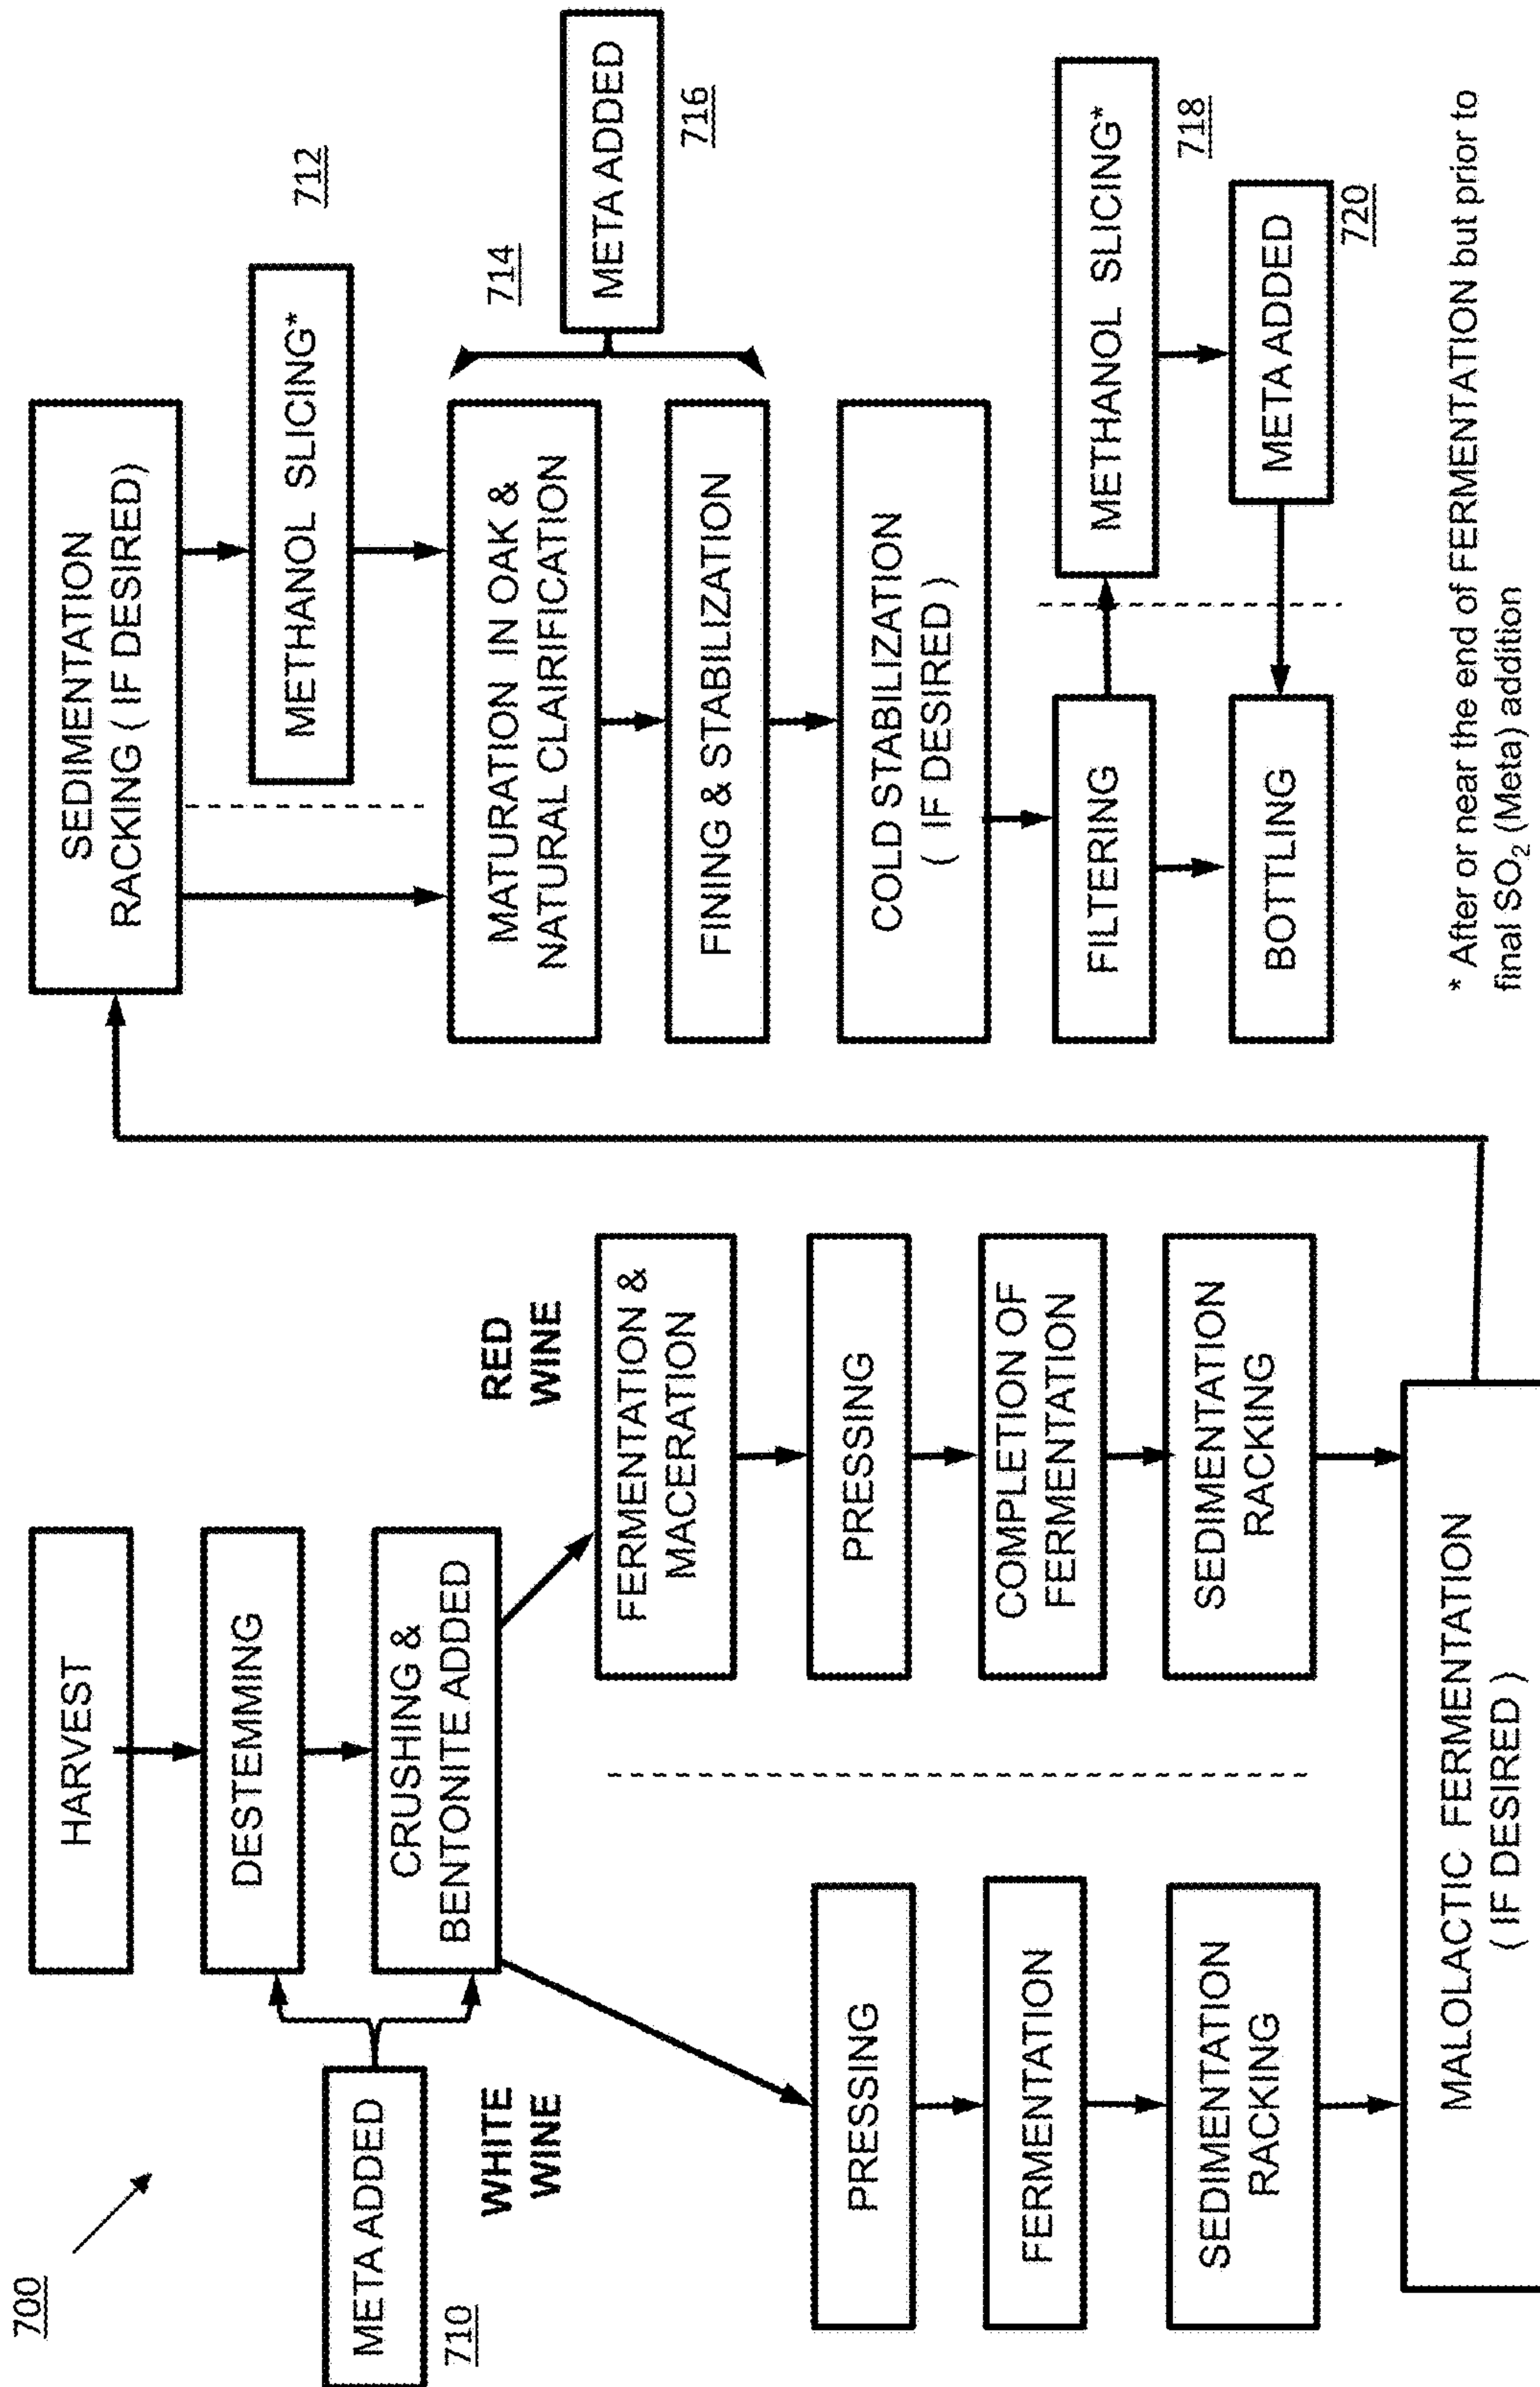 700
HARVEST
DESTEMMING
META ADDED
710
CRUSHING &
BENTONITE ADDED
WHITE
WINE
RED
WINE
PRESSING
FERMENTATION
SEDIMENTATION
RACKING
FERMENTATION &
MACERATION
PRESSING
COMPLETION OF
FERMENTATION
SEDIMENTATION
RACKING
MALOLACTIC FERMENTATION
( IF DESIRED )
SEDIMENTATION
RACKING ( IF DESIRED)
METHANOL SLICING*
712
MATURATION IN OAK &
NATURAL CLAIRIFICATION
714
META ADDED
716
FINING & STABILIZATION
COLD STABILIZATION
( IF DESIRED )
FILTERING
METHANOL SLICING*
718
BOTTLING
META ADDED
720
* After or near the end of FERMENTATION but prior to
final SO₂ (Meta) addition